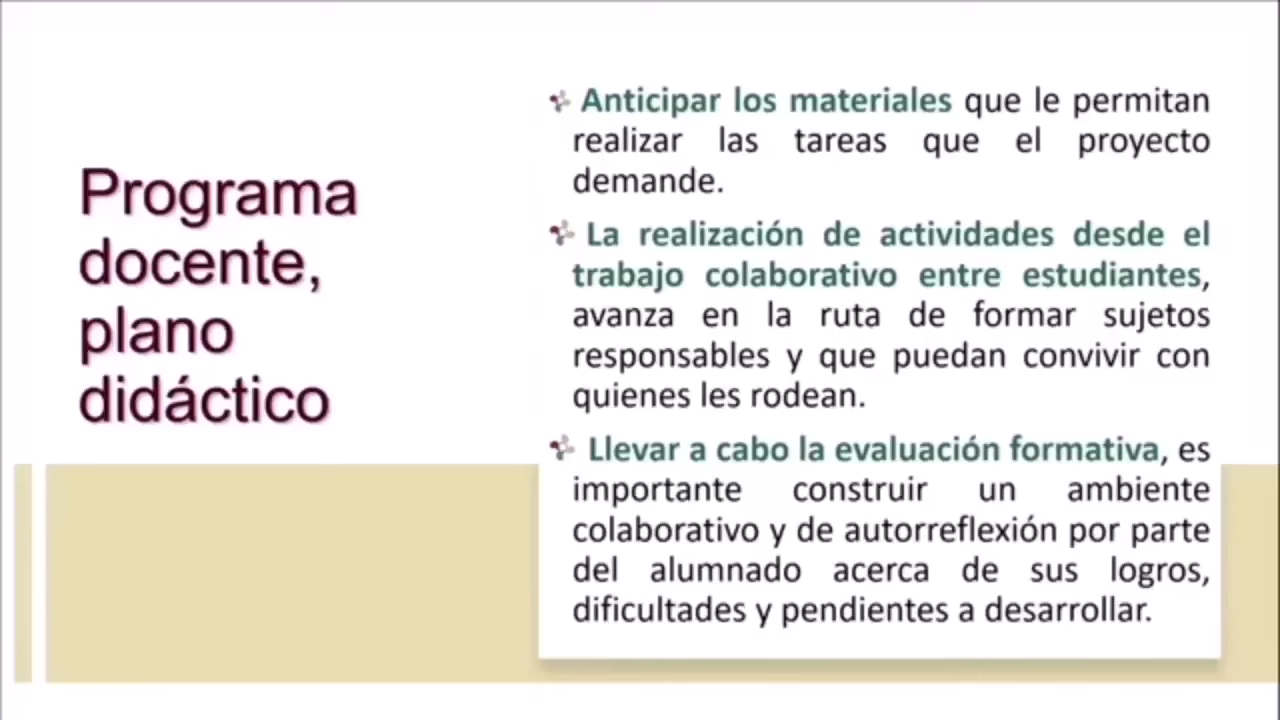 Programa
docente,
plano
didáctico
Anticipar los materiales que le permitan
realizar las tareas que el proyecto
demande.
La realización de actividades desde el
trabajo colaborativo entre estudiantes,
avanza en la ruta de formar sujetos
responsables y que puedan convivir con
quienes les rodean.
Llevar a cabo la evaluación formativa, es
importante construir un ambiente
colaborativo y de autorreflexión por parte
del alumnado acerca de sus logros,
dificultades y pendientes a desarrollar.